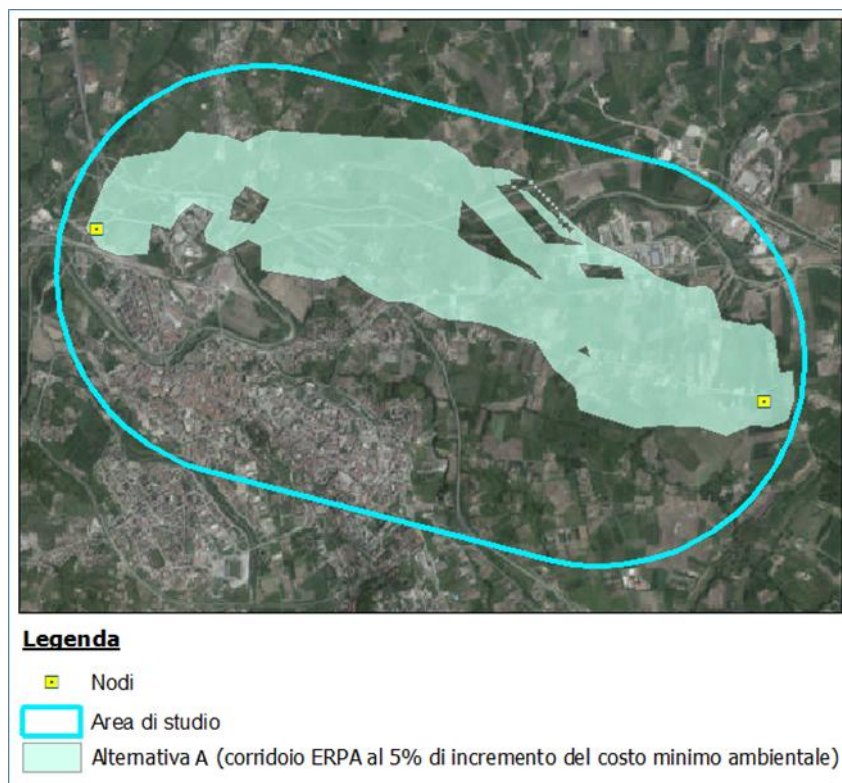 Legenda
Nodi
Area di studio
Alternativa A (corridoio ERPA al 5% di incremento del costo minimo ambientale)